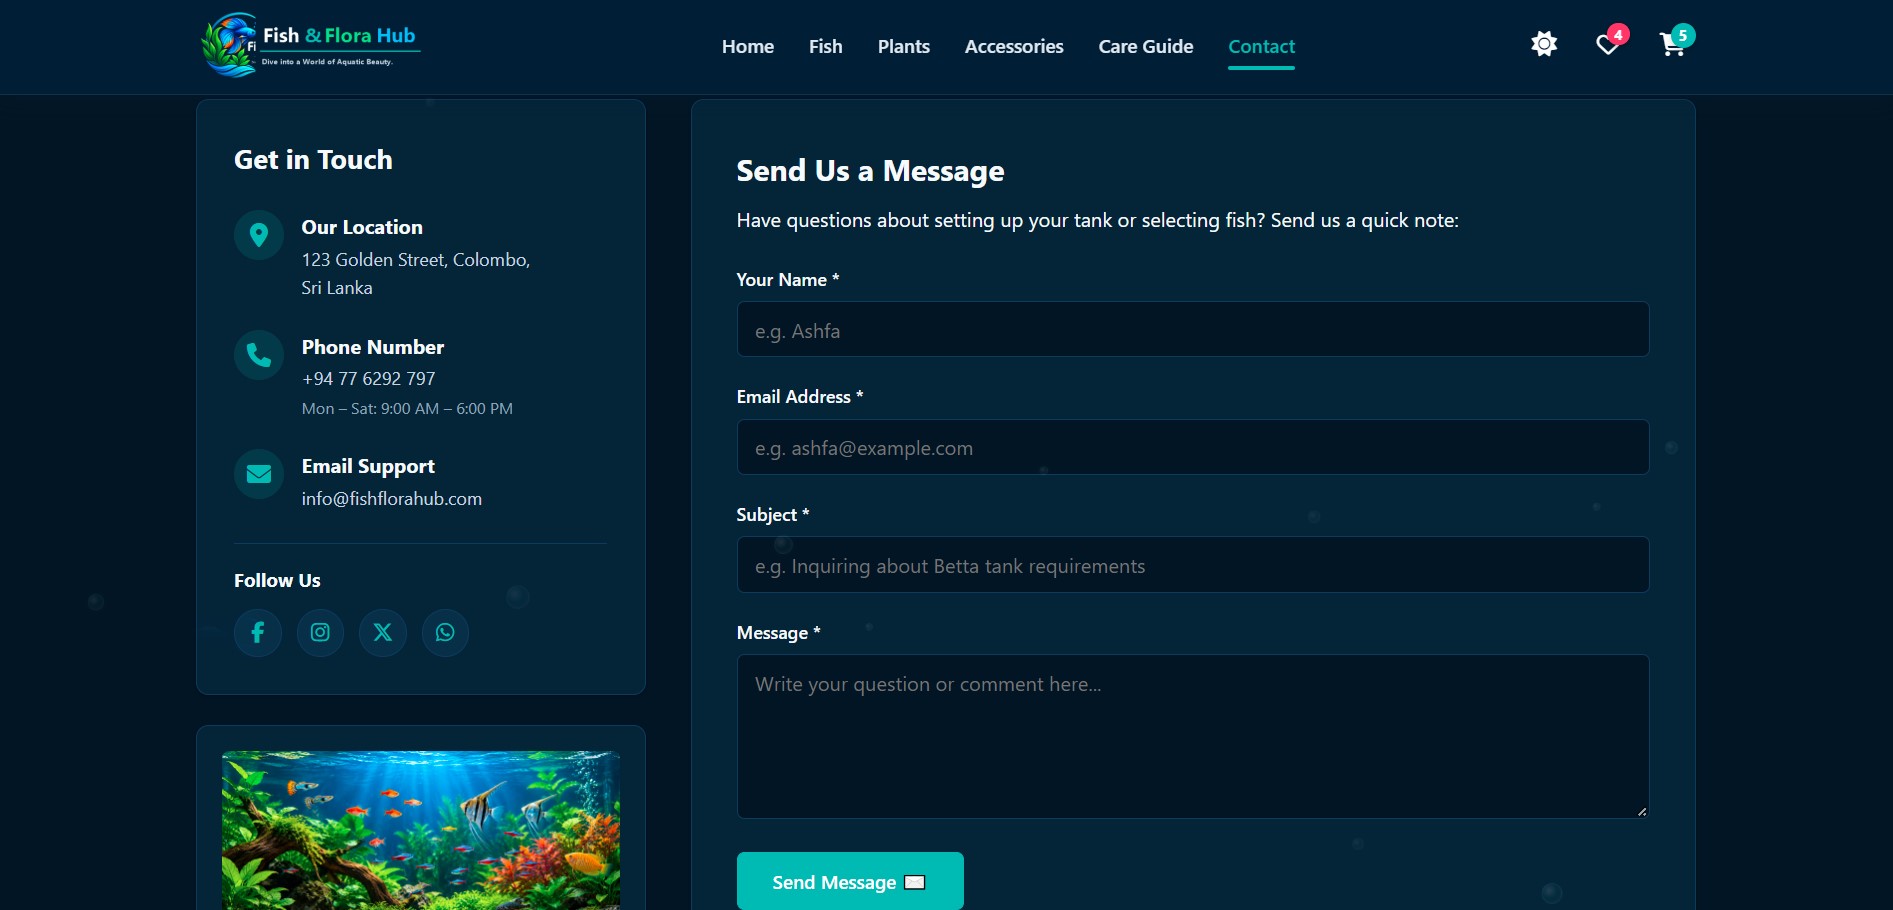 Fi
Fish & Flora Hub
Dive into a World of Aquatic Beauty.
Home
Fish
Plants
Accessories
Care Guide
Contact
4
5
Get in Touch
Our Location
123 Golden Street, Colombo,
Sri Lanka
Phone Number
+94 77 6292 797
Mon – Sat: 9:00 AM – 6:00 PM
Email Support
info@fishflorahub.com
Follow Us
Send Us a Message
Have questions about setting up your tank or selecting fish? Send us a quick note:
Your Name *
e.g. Ashfa
Email Address *
e.g. ashfa@example.com
Subject *
e.g. Inquiring about Betta tank requirements
Message *
Write your question or comment here...
Send Message